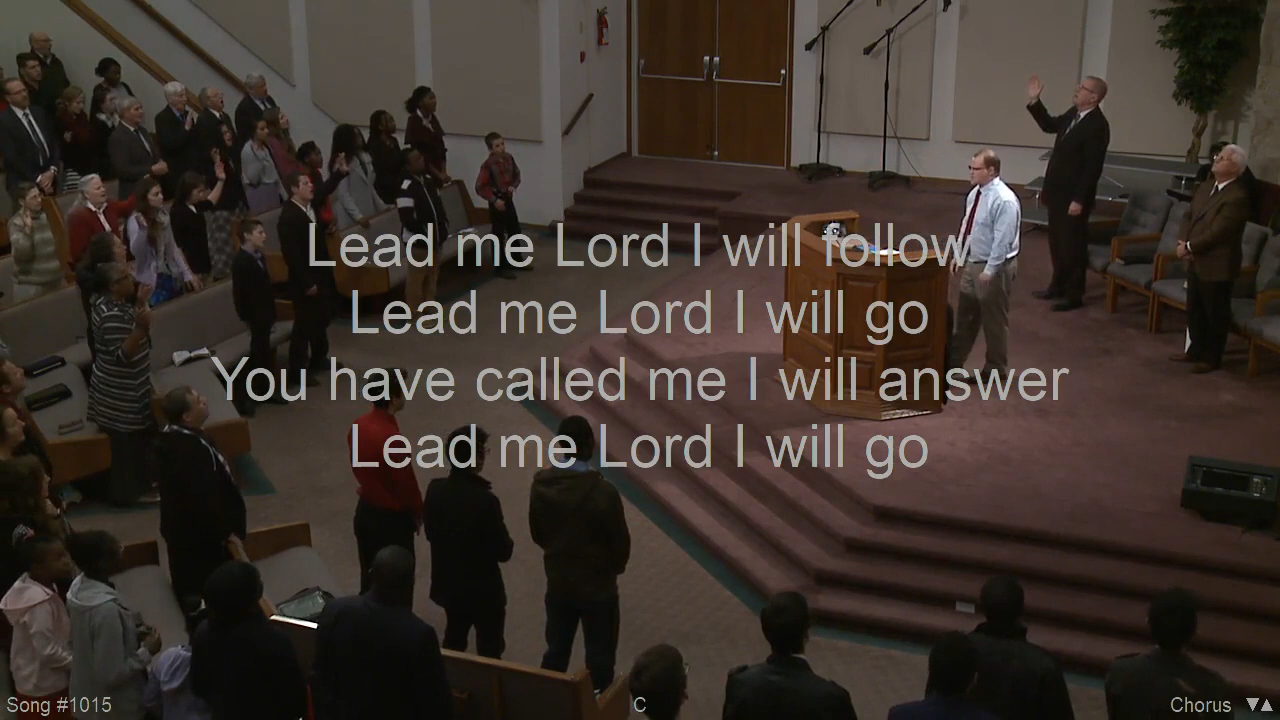 Lead me Lord I will follow
Lead me Lord I will go
You have called me I will answer
Lead me Lord I will go
Song #1015
C
Chorus ▼▲